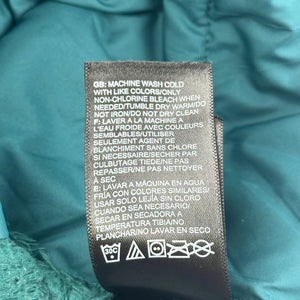 GB: MACHINE WASH COLD
WITH LIKE COLORS/ONLY
NON-CHLORINE BLEACH WHEN
NEEDED/TUMBLE DRY WARM/DO
NOT IRON/DO NOT DRY CLEAN
F: LAVER A LA MACHINE A
L'EAU FROIDE AVEC COULEURS
SEMBLABLES/UTILISER
SEULEMENT AGENT DE
BLANCHIMENT SANS CHLORE
SI NÉCESSAIRE/SÉCHAGE PAR
CULBUTAGE TIÈDE/NE PAS
REPASSER/NE PAS NETTOYER
À SEC
E: LAVAR A MÁQUINA EN AGUA
FRÍA CON COLORES SIMILARES/
USAR SOLO LEJÍA SIN CLORO
CUANDO SEA NECESARIO/
SECAR EN SECADORA A
TEMPERATURA TIBIA/NO
PLANCHAR/NO LAVAR EN SECO